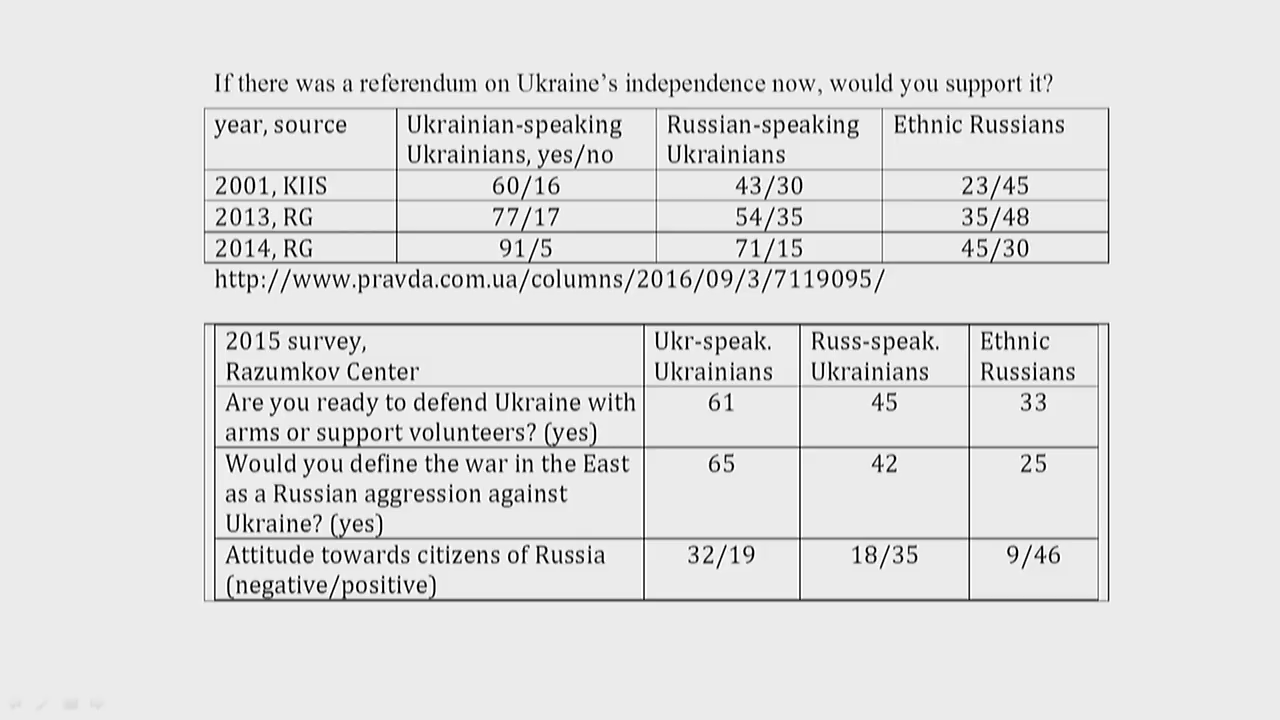 If there was a referendum on Ukraine's independence now, would you support it?
year, source Ukrainian-speaking Ukrainians, yes/no Russian-speaking Ukrainians Ethnic Russians
2001, KIIS 60/16 43/30 23/45
2013, RG 77/17 54/35 35/48
2014, RG 91/5 71/15 45/30
http://www.pravda.com.ua/columns/2016/09/3/7119095/
2015 survey, Razumkov Center Ukr-speak. Ukrainians Russ-speak. Ukrainians Ethnic Russians
Are you ready to defend Ukraine with arms or support volunteers? (yes) 61 45 33
Would you define the war in the East as a Russian aggression against Ukraine? (yes) 65 42 25
Attitude towards citizens of Russia (negative/positive) 32/19 18/35 9/46